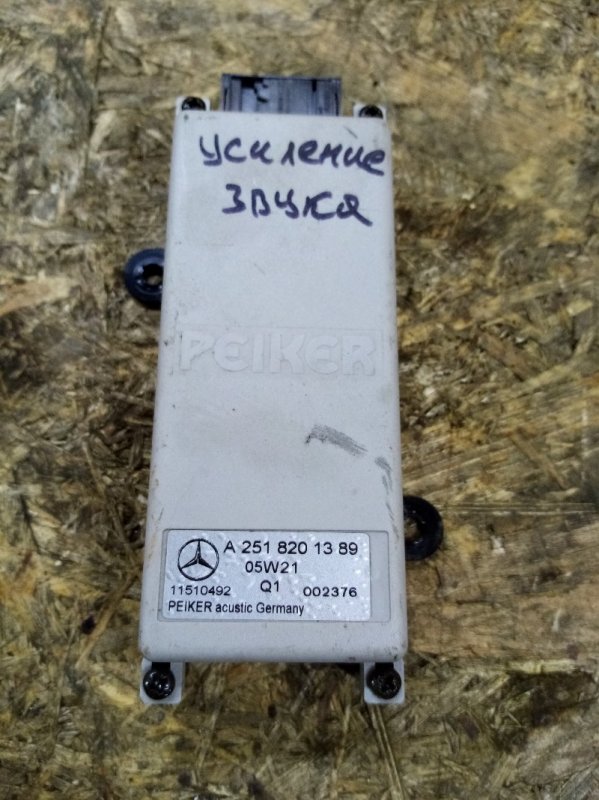 усиление
звука
PEIKER
A 251 820 13 89
05W21
11510492 Q1 002376
PEIKER acustic Germany